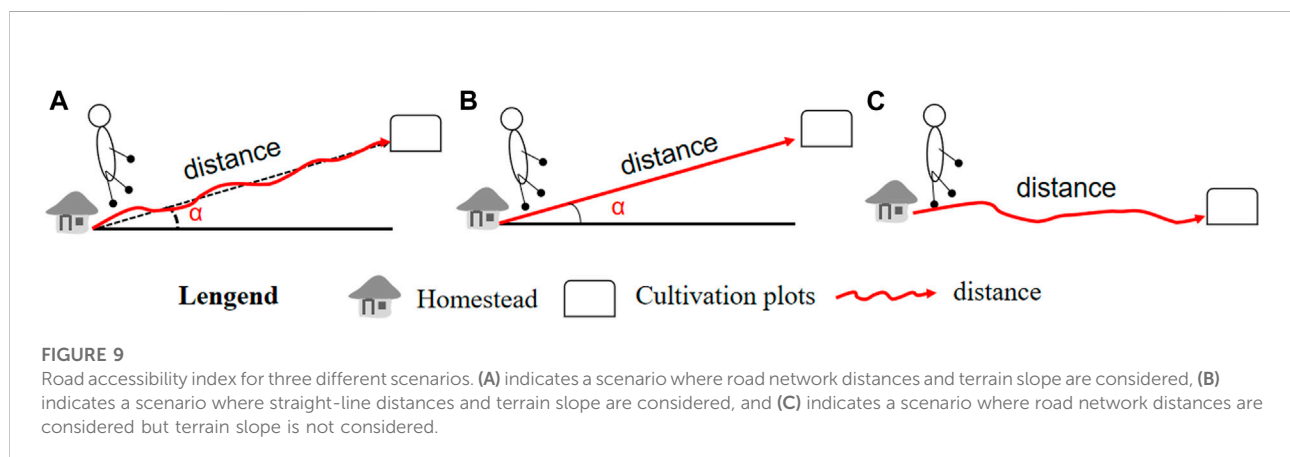 A
B
C
distance
distance
distance
α
α
Lengend
Homestead
Cultivation plots
distance
FIGURE 9
Road accessibility index for three different scenarios. (A) indicates a scenario where road network distances and terrain slope are considered, (B)
indicates a scenario where straight-line distances and terrain slope are considered, and (C) indicates a scenario where road network distances are
considered but terrain slope is not considered.